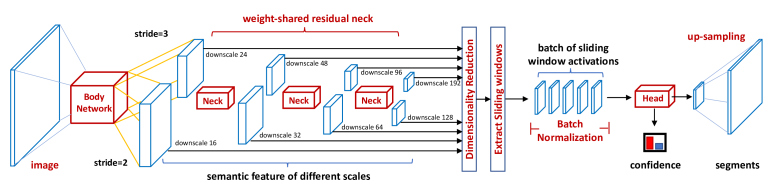 weight-shared residual neck
stride=3
up-sampling
downscale 24
downscale 48
downscale 96
downscale 192
batch of sliding
window activations
Body
Network
Neck
Neck
Neck
Dimensionality Reduction
Extract Sliding windows
Head
downscale 128
downscale 64
downscale 32
downscale 16
Batch
Normalization
image
stride=2
semantic feature of different scales
confidence
segments